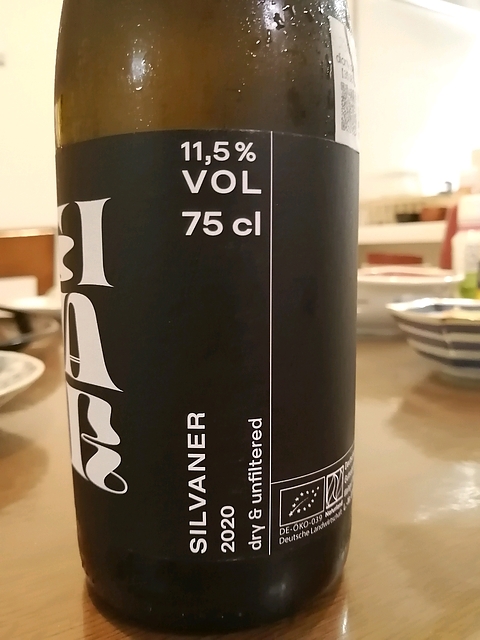 11,5 %
VOL
75 cl
SILVANER
2020
dry & unfiltered
DE-ÖKO-039
Deutsche Landwirtschaft